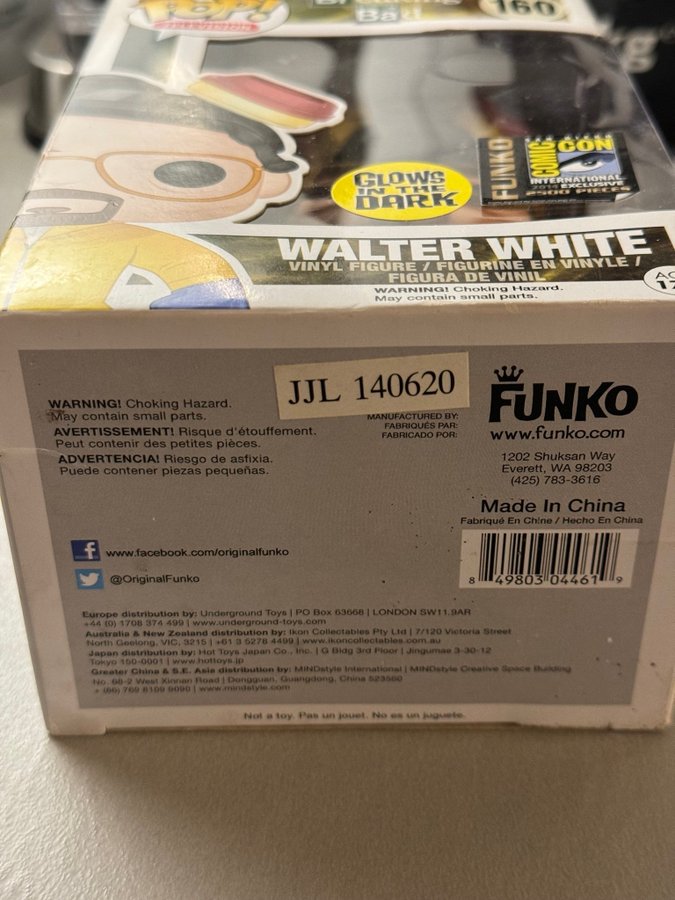 POP!
TELEVISION
Breaking
Bad
160
GLOWS
IN THE
DARK
FUNKO
SAN DIEGO
COMIC CON
INTERNATIONAL
2014 EXCLUSIVE
2500 PIECES
WALTER WHITE
VINYL FIGURE / FIGURINE EN VINYLE /
FIGURA DE VINIL
WARNING! Choking Hazard.
May contain small parts.
JJL 140620
WARNING! Choking Hazard.
May contain small parts.
AVERTISSEMENT! Risque d'étouffement.
Peut contenir des petites pièces.
ADVERTENCIA! Riesgo de asfixia.
Puede contener piezas pequeñas.
MANUFACTURED BY:
FABRIQUÉS PAR:
FABRICADO POR:
FUNKO
www.funko.com
1202 Shuksan Way
Everett, WA 98203
(425) 783-3616
Made In China
Fabriqué En Chine / Hecho En China
8 49803 04461 9
www.facebook.com/originalfunko
@OriginalFunko
Europe distribution by: Underground Toys | PO Box 63668 | LONDON SW11.9AR
+44 (0) 1708 374 499 | www.underground-toys.com
Australia & New Zealand distribution by: Ikon Collectables Pty Ltd | 7/120 Victoria Street
North Geelong, VIC, 3215 | +61 3 5278 4499 | www.ikoncollectables.com.au
Japan distribution by: Hot Toys Japan Co., Inc. | G Bldg 3rd Floor | Jingumae 3-30-12
Tokyo 150-0001 | www.hottoys.jp
Greater China & S.E. Asia distribution by: MINDstyle International | MINDstyle Creative Space Building
No. 68-2 West Xinnan Road | Dongguan, Guangdong, China 523560
+ (86) 769 8199 9090 | www.mindstyle.com
Not a toy. Pas un jouet. No es un juguete.